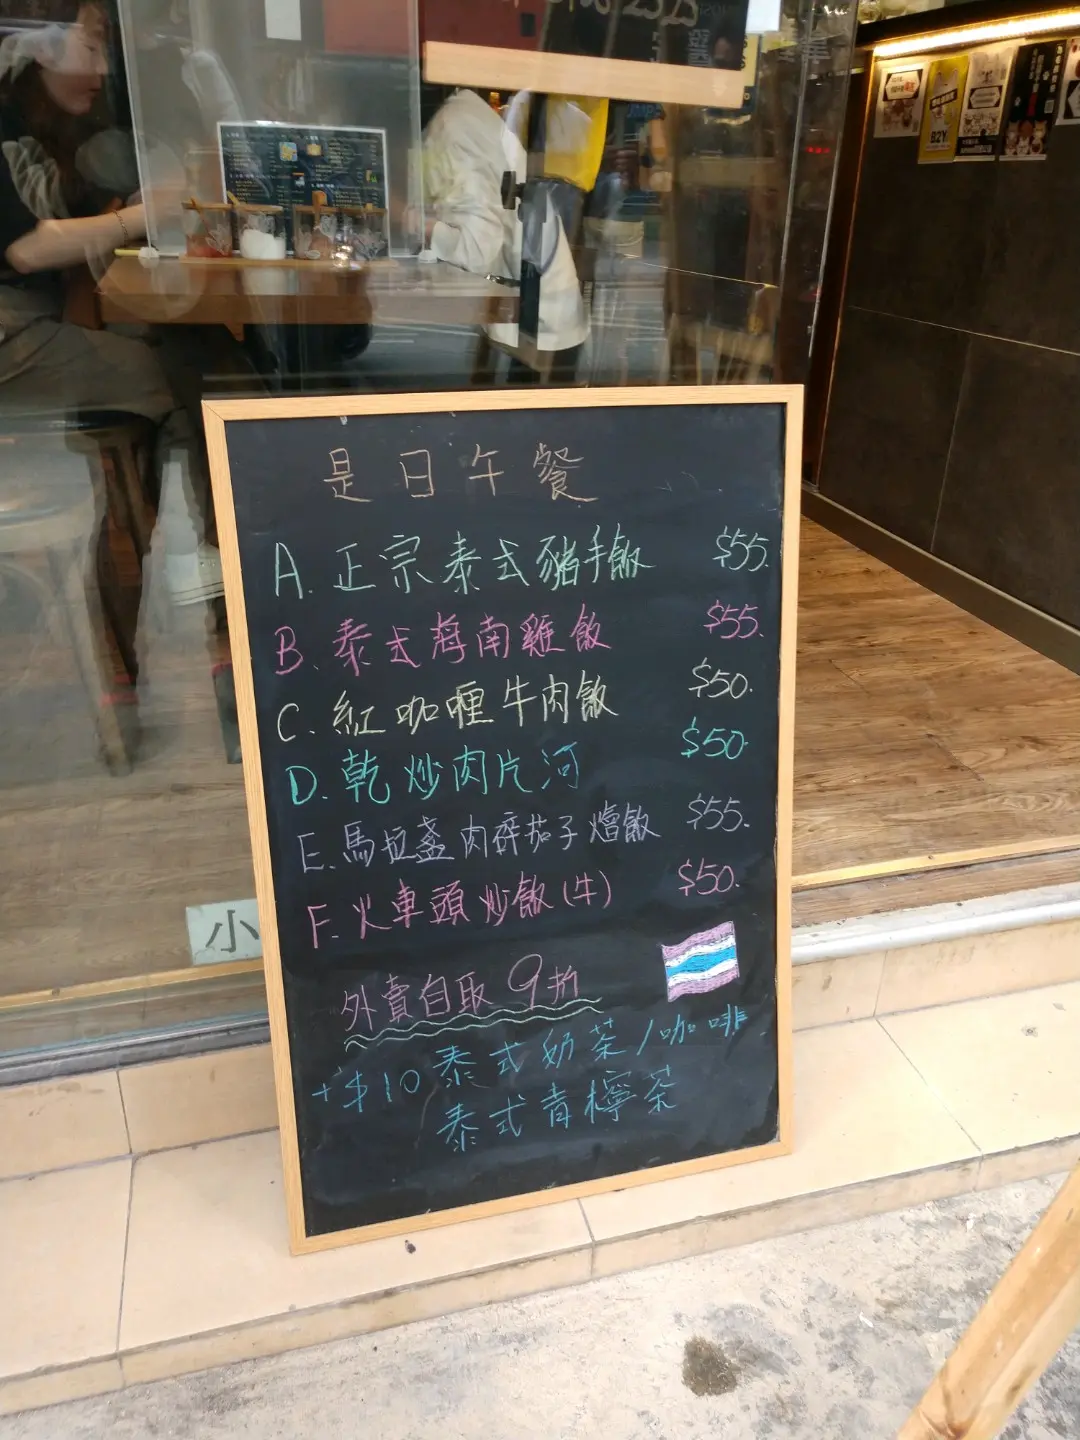 是日午餐
A. 正宗泰式豬手飯 $55.
B. 泰式海南雞飯 $55.
C. 紅咖喱牛肉飯 $50.
D. 乾炒肉片河 $50.
E. 馬拉盞肉碎茄子燴飯 $55.
F. 火車頭炒飯(牛) $50.
外賣自取9折
+$10 泰式奶茶/咖啡.
泰式青檸茶
小
B2Y